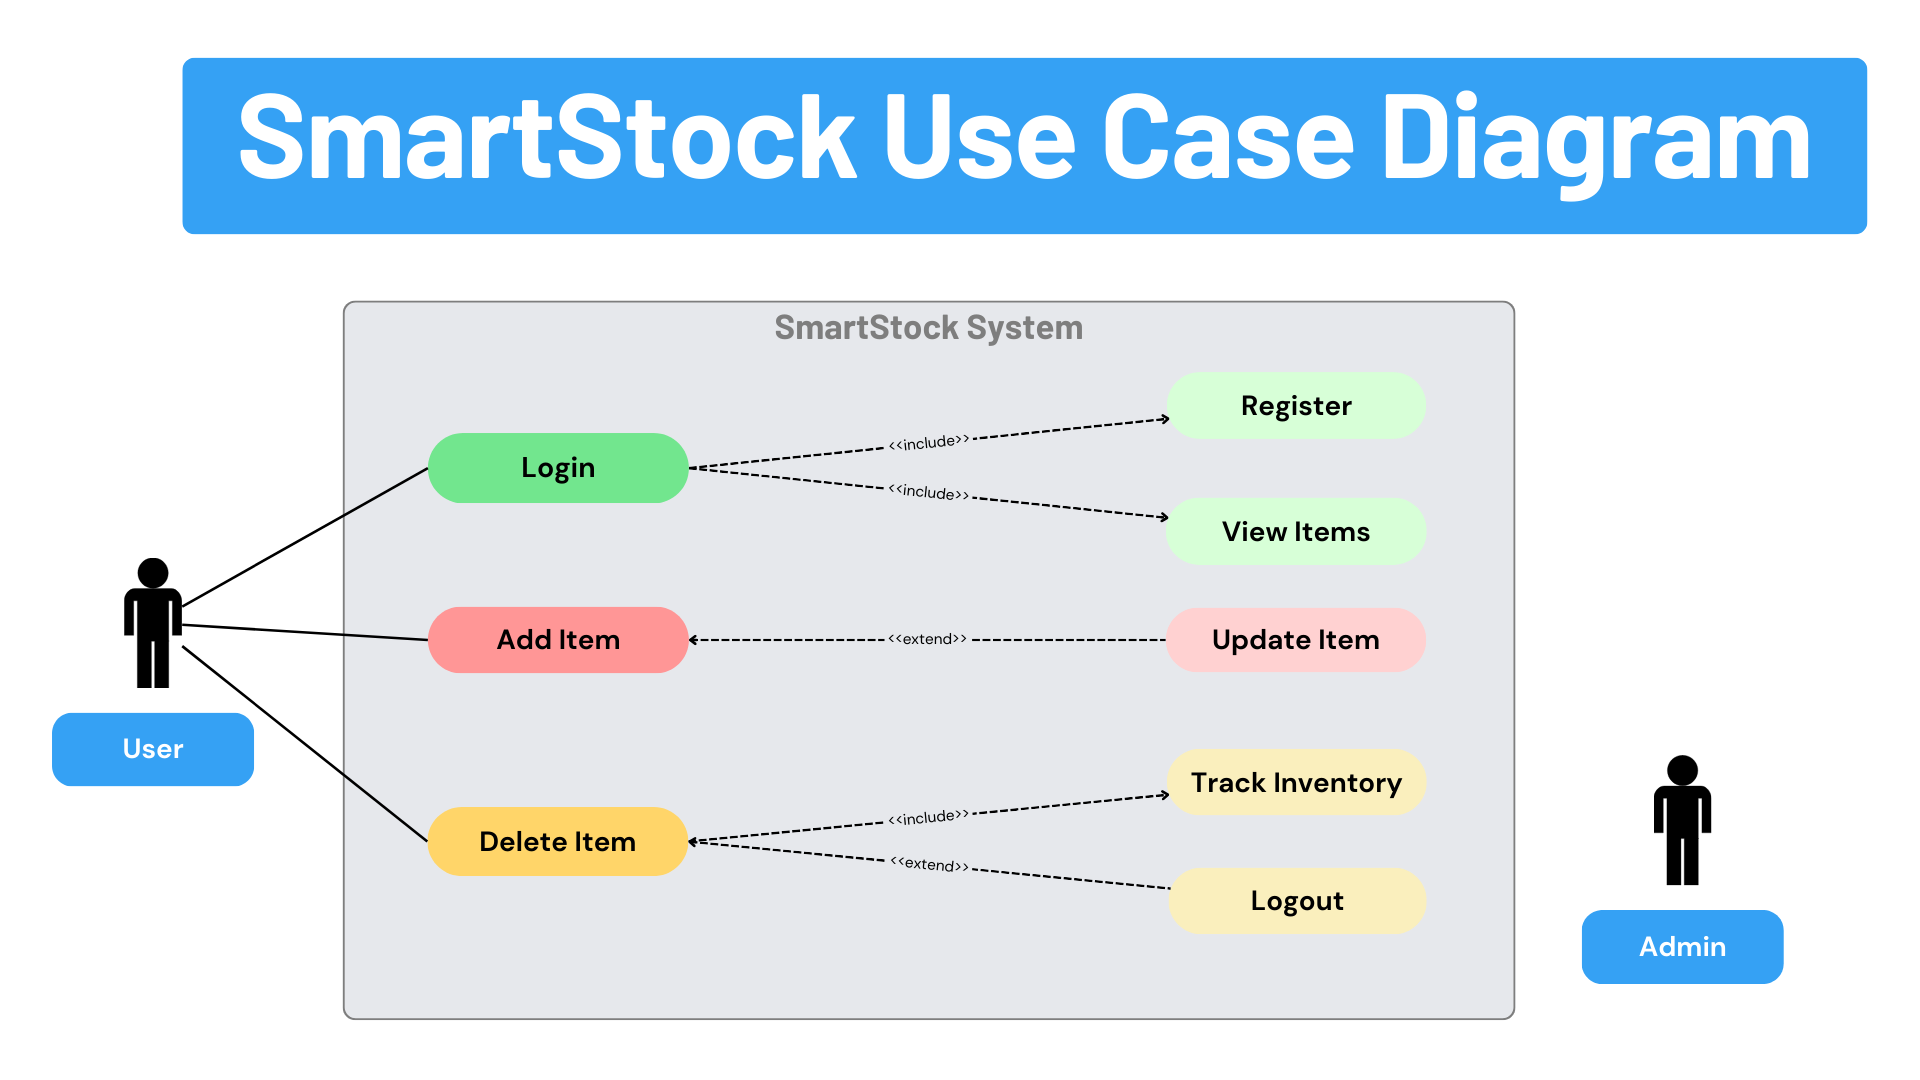 SmartStock Use Case Diagram
SmartStock System
Register
<<include>>
Login
<<include>>
View Items
Add Item
<<extend>>
Update Item
User
Track Inventory
<<include>>
Delete Item
<<extend>>
Logout
Admin